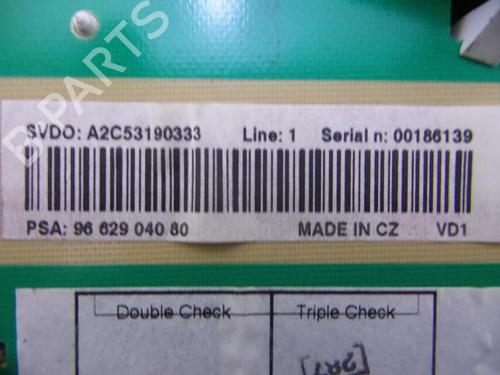 SVDO: A2C53190333 Line: 1 Serial n: 00186139
PSA: 96 629 040 80 MADE IN CZ VD1
Double Check Triple Check
B-PARTS